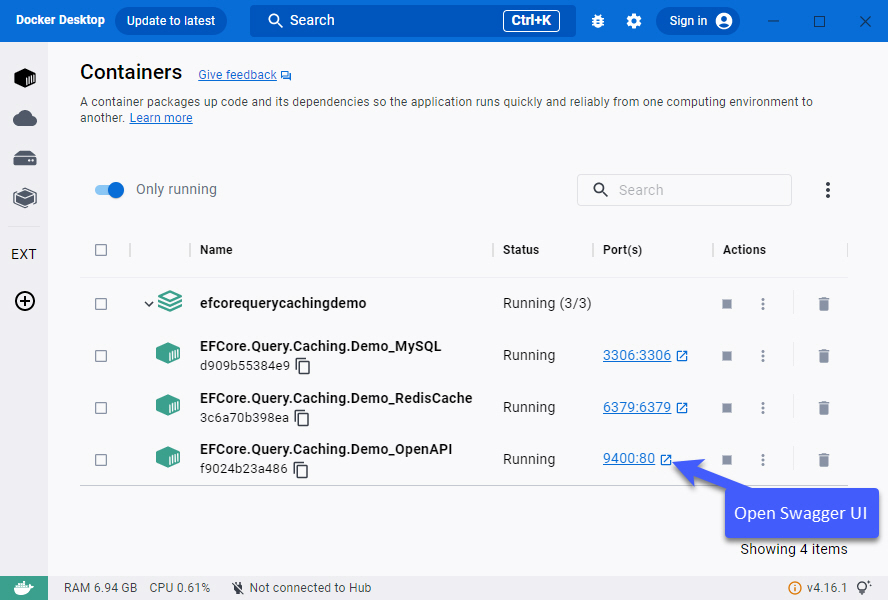 Docker Desktop Update to latest Search Ctrl+K Sign in
Containers Give feedback
A container packages up code and its dependencies so the application runs quickly and reliably from one computing environment to
another. Learn more
Only running Search
EXT
Name Status Port(s) Actions
efcorequerycachingdemo Running (3/3)
EFCore.Query.Caching.Demo_MySQL
d909b55384e9 Running 3306:3306
EFCore.Query.Caching.Demo_RedisCache
3c6a70b398ea Running 6379:6379
EFCore.Query.Caching.Demo_OpenAPI
f9024b23a486 Running 9400:80
Open Swagger UI
Showing 4 items
RAM 6.94 GB CPU 0.61% Not connected to Hub v4.16.1